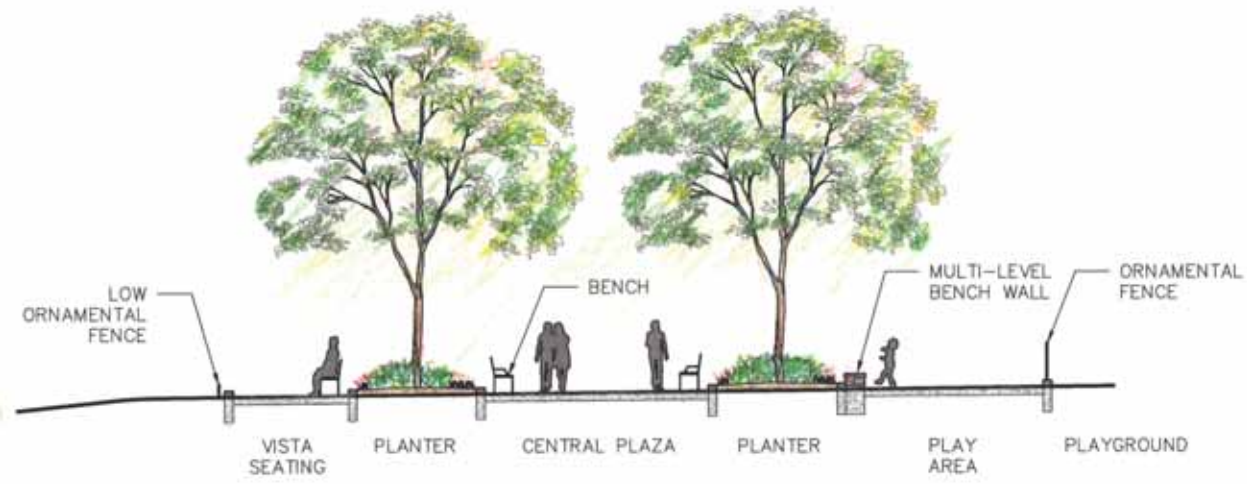 LOW
ORNAMENTAL
FENCE
BENCH
MULTI-LEVEL
BENCH WALL
ORNAMENTAL
FENCE
VISTA
SEATING
PLANTER
CENTRAL PLAZA
PLANTER
PLAY
AREA
PLAYGROUND